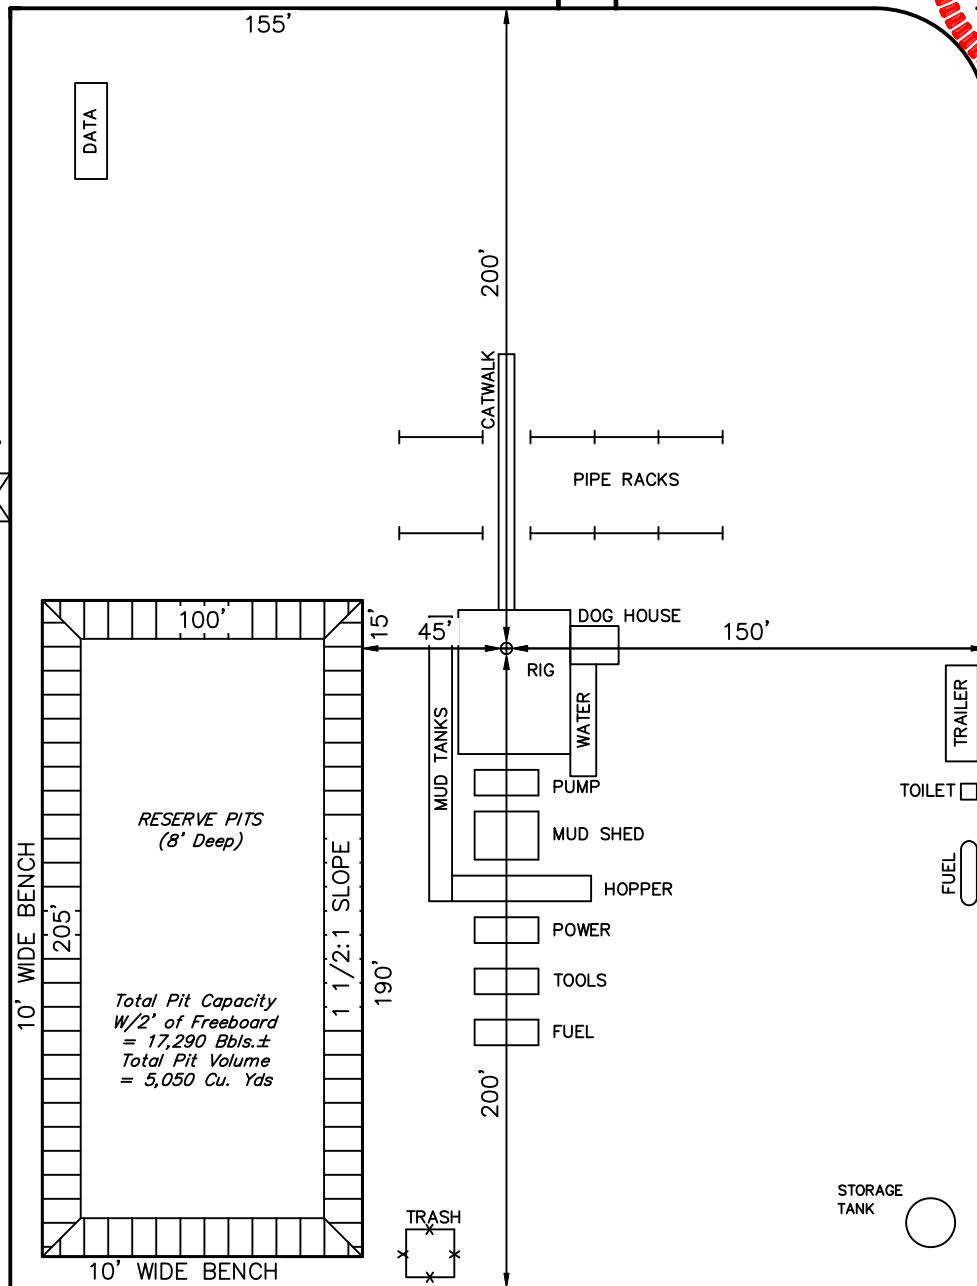 155'
DATA
200'
CATWALK
PIPE RACKS
100'
15'
45'
DOG HOUSE
150'
RIG
MUD TANKS
WATER
TRAILER
PUMP
TOILET
RESERVE PITS
(8' Deep)
MUD SHED
FUEL
10' WIDE BENCH
205'
1 1/2:1 SLOPE
190'
HOPPER
POWER
TOOLS
Total Pit Capacity
W/2' of Freeboard
= 17,290 Bbls.±
Total Pit Volume
= 5,050 Cu. Yds
FUEL
200'
STORAGE
TANK
TRASH
10' WIDE BENCH